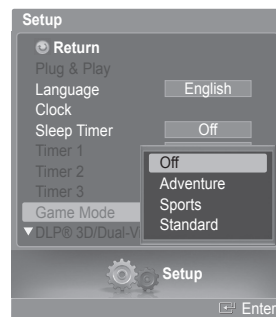 Setup
Return
Plug & Play
Language English
Clock
Sleep Timer Off
Timer 1
Timer 2
Timer 3
Game Mode
▼DLP® 3D/Dual-Vi
Off
Adventure
Sports
Standard
Setup
Enter